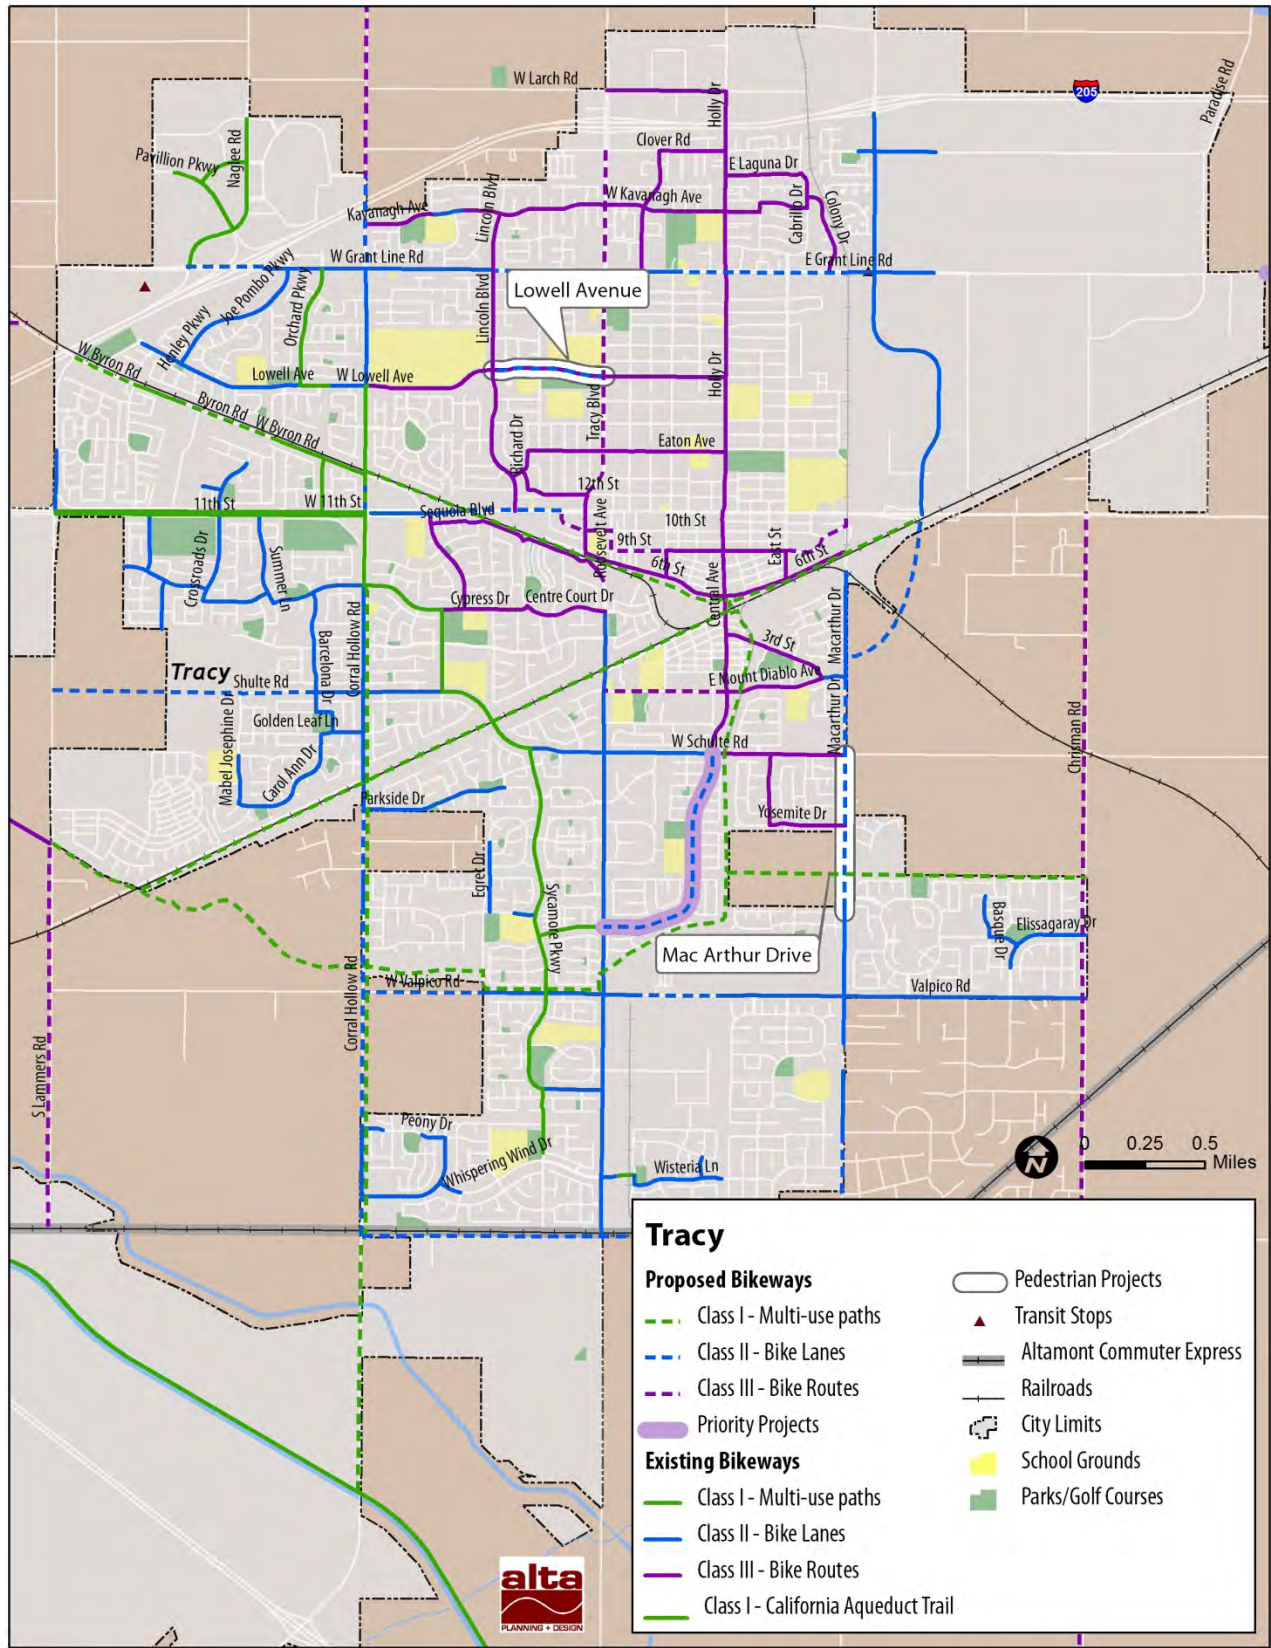 W Larch Rd
205
Paradise Rd
Holly Dr
Clover Rd
Naglee Rd
Pavillion Pkwy
E Laguna Dr
W Kavanagh Ave
Kavanagh Ave
Lincoln Blvd
Cabrillo Dr
Colony Dr
W Grant Line Rd
E Grant Line Rd
Joe Pombo Pkwy
Orchard Pkwy
Henley Pkwy
Lincoln Blvd
Lowell Avenue
W Byron Rd
Lowell Ave
W Lowell Ave
Holly Dr
Tracy Blvd
Byron Rd
W Byron Rd
Richard Dr
Eaton Ave
12th St
11th St
W 11th St
Sequoia Blvd
Roosevelt Ave
10th St
9th St
East St
6th St
6th St
Crossroads Dr
Summer Ln
Cypress Dr
Centre Court Dr
Central Ave
Macarthur Dr
3rd St
Corral Hollow Rd
Barcelona Dr
Tracy
Shulte Rd
E Mount Diablo Ave
Mabel Josephine Dr
Golden Leaf Ln
Macarthur Dr
Chrisman Rd
W Schulte Rd
Carol Ann Dr
Parkside Dr
Yosemite Dr
Egret Dr
Sycamore Pkwy
Basque Dr
Elissagaray Dr
Mac Arthur Drive
W Valpico Rd
Valpico Rd
Corral Hollow Rd
S Lammers Rd
Peony Dr
Whispering Wind Dr
Wisteria Ln
N
0 0.25 0.5
Miles
Tracy
Proposed Bikeways
Class I - Multi-use paths
Class II - Bike Lanes
Class III - Bike Routes
Priority Projects
Existing Bikeways
Class I - Multi-use paths
Class II - Bike Lanes
Class III - Bike Routes
Class I - California Aqueduct Trail
Pedestrian Projects
Transit Stops
Altamont Commuter Express
Railroads
City Limits
School Grounds
Parks/Golf Courses
alta
PLANNING + DESIGN